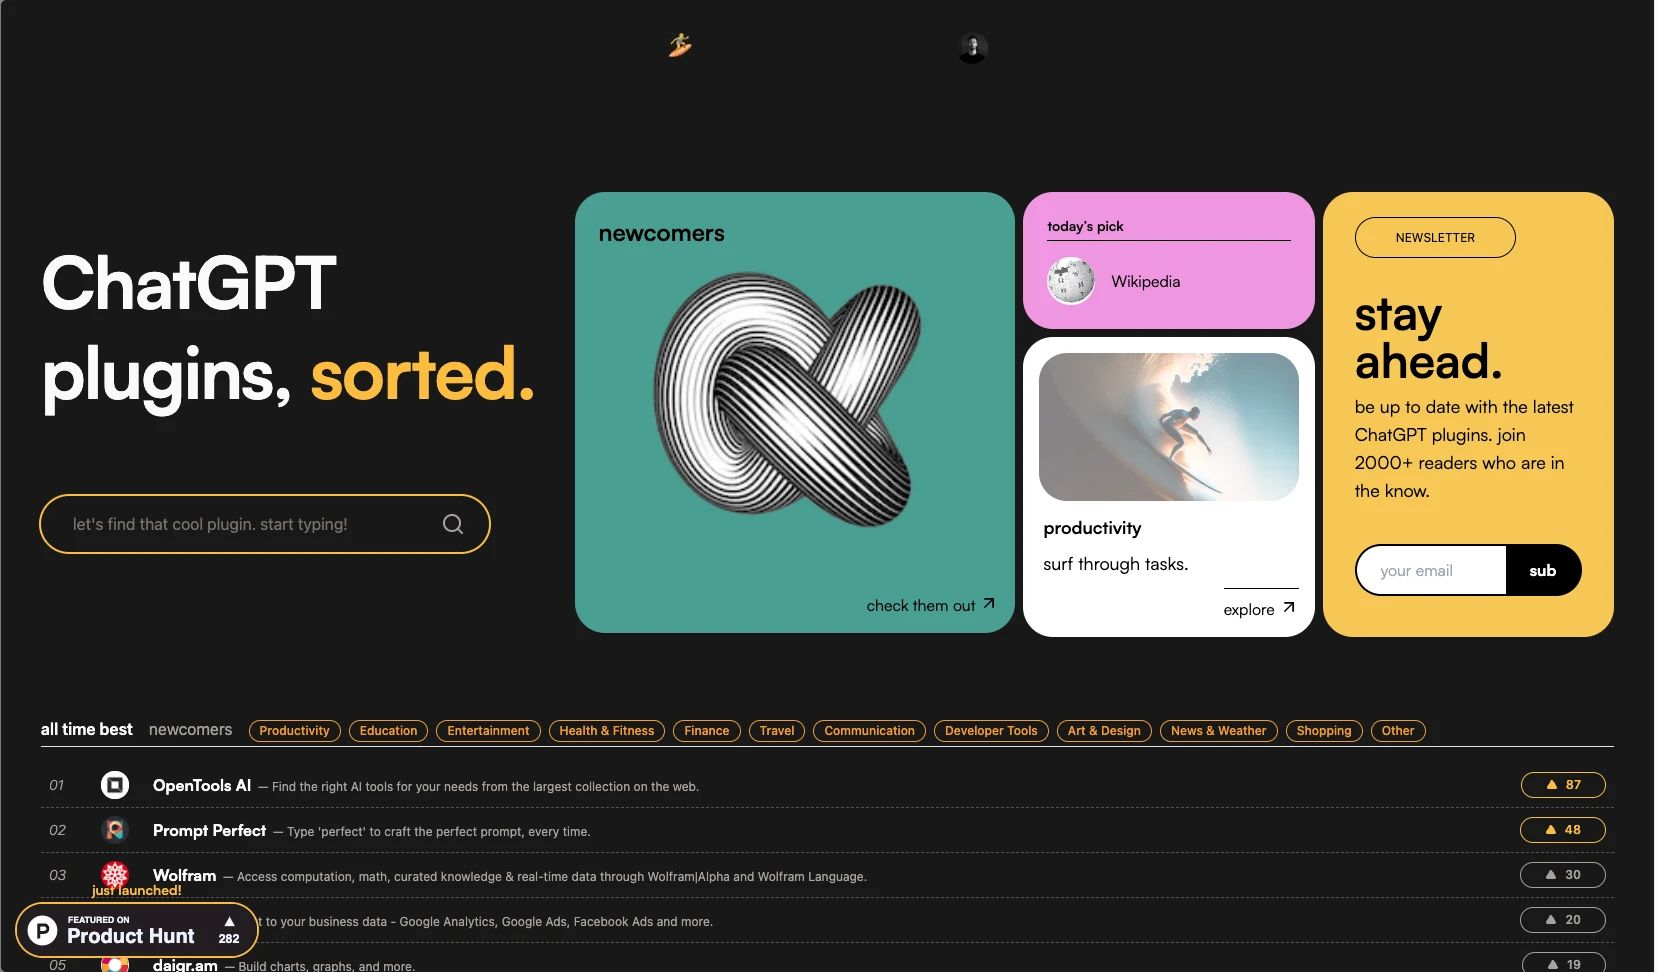 ChatGPT
plugins, sorted.
let's find that cool plugin. start typing!
newcomers
check them out
today's pick
Wikipedia
productivity
surf through tasks.
explore
NEWSLETTER
stay
ahead.
be up to date with the latest
ChatGPT plugins. join
2000+ readers who are in
the know.
your email sub
all time best newcomers Productivity Education Entertainment Health & Fitness Finance Travel Communication Developer Tools Art & Design News & Weather Shopping Other
01 OpenTools AI — Find the right AI tools for your needs from the largest collection on the web. 87
02 Prompt Perfect — Type 'perfect' to craft the perfect prompt, every time. 48
03 Wolfram — Access computation, math, curated knowledge & real-time data through Wolfram|Alpha and Wolfram Language. 30
just launched!
to your business data - Google Analytics, Google Ads, Facebook Ads and more. 20
FEATURED ON
Product Hunt 282
05 daigr.am — Build charts, graphs, and more. 19